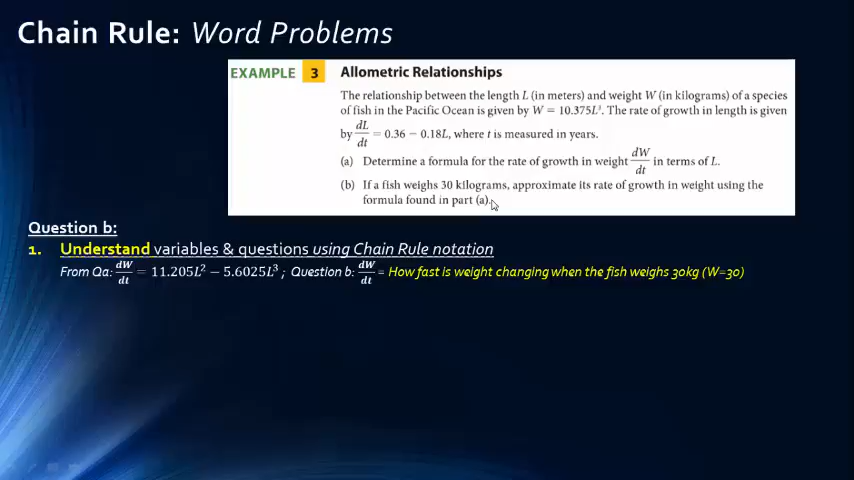 Chain Rule: Word Problems
EXAMPLE 3 Allometric Relationships
The relationship between the length L (in meters) and weight W (in kilograms) of a species
of fish in the Pacific Ocean is given by W = 10.375L³. The rate of growth in length is given
by dL/dt = 0.36 − 0.18L, where t is measured in years.
(a) Determine a formula for the rate of growth in weight dW/dt in terms of L.
(b) If a fish weighs 30 kilograms, approximate its rate of growth in weight using the
formula found in part (a).
Question b:
1. Understand variables & questions using Chain Rule notation
From Qa: dW/dt = 11.205L² − 5.6025L³ ; Question b: dW/dt = How fast is weight changing when the fish weighs 30kg (W=30)